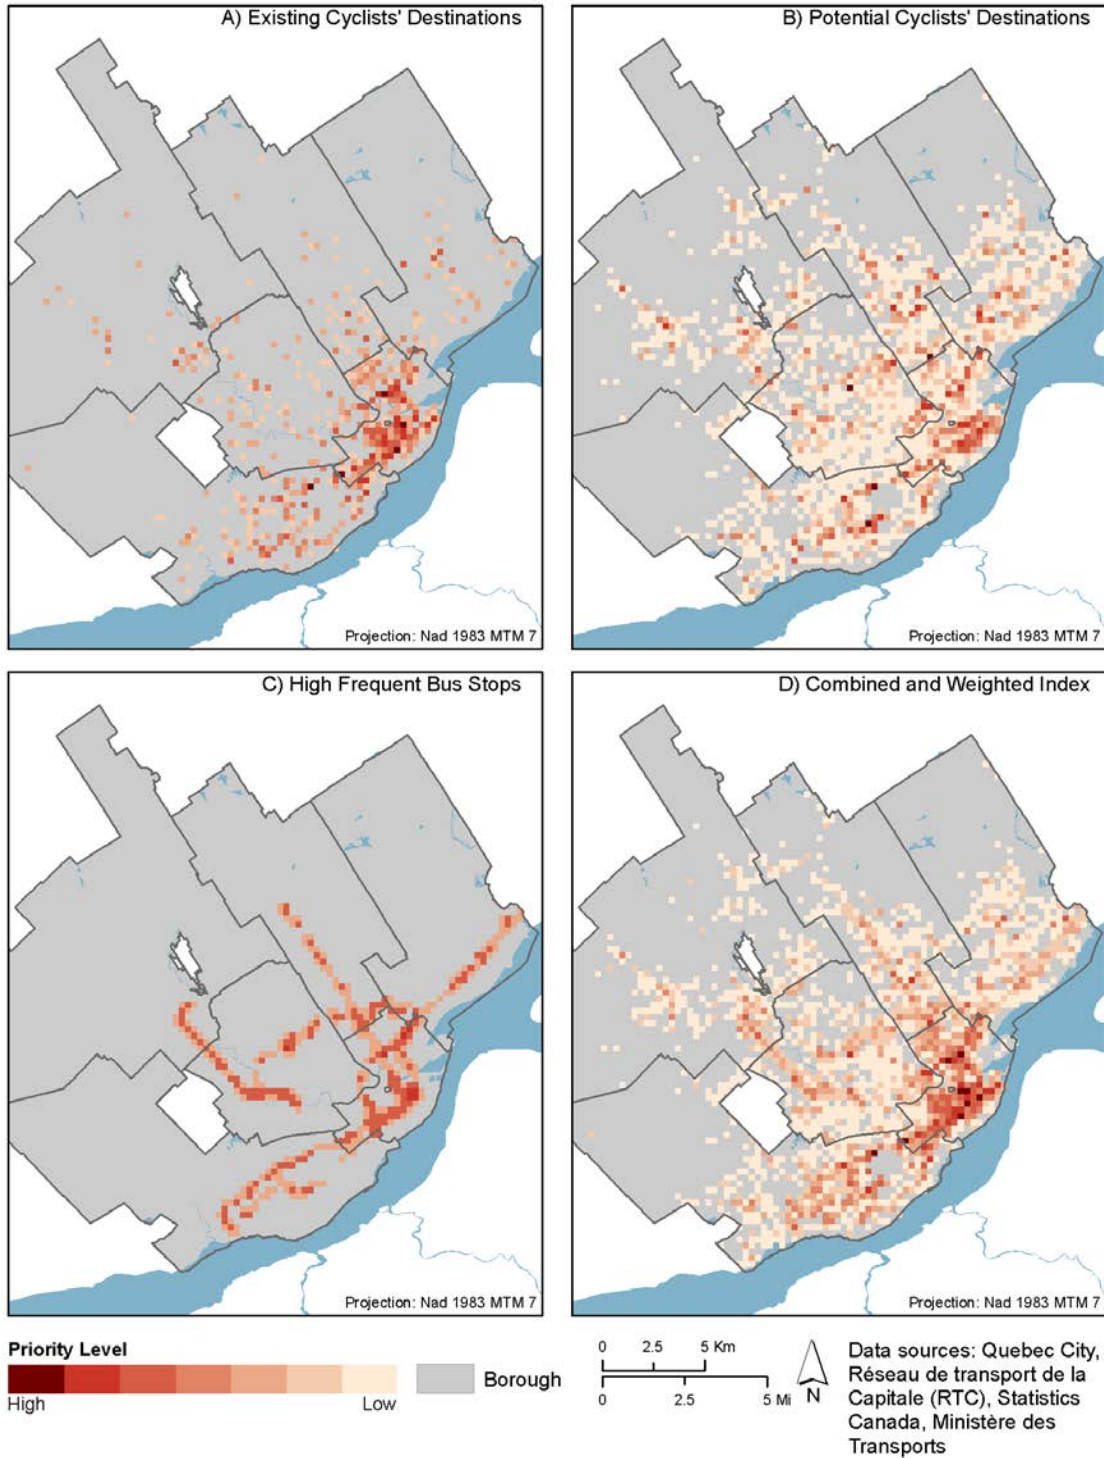 A) Existing Cyclists' Destinations
Projection: Nad 1983 MTM 7
B) Potential Cyclists' Destinations
Projection: Nad 1983 MTM 7
C) High Frequent Bus Stops
Projection: Nad 1983 MTM 7
D) Combined and Weighted Index
Projection: Nad 1983 MTM 7
Priority Level
High Low
Borough
0 2.5 5 Km
0 2.5 5 Mi
N
Data sources: Quebec City,
Réseau de transport de la
Capitale (RTC), Statistics
Canada, Ministère des
Transports